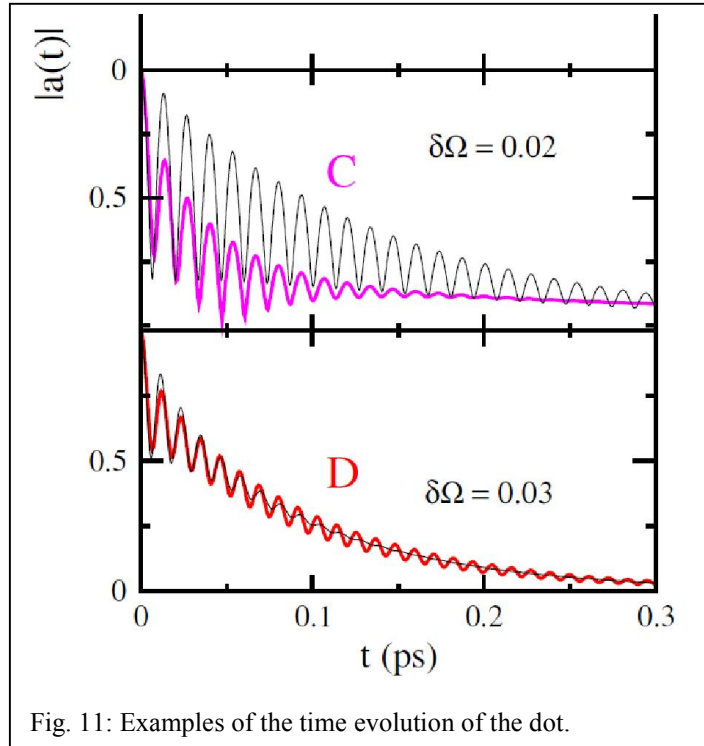 |a(t)|
0
δΩ = 0.02
C
0.5
D
0.5
δΩ = 0.03
0
0 0.1 0.2 0.3
t (ps)
Fig. 11: Examples of the time evolution of the dot.